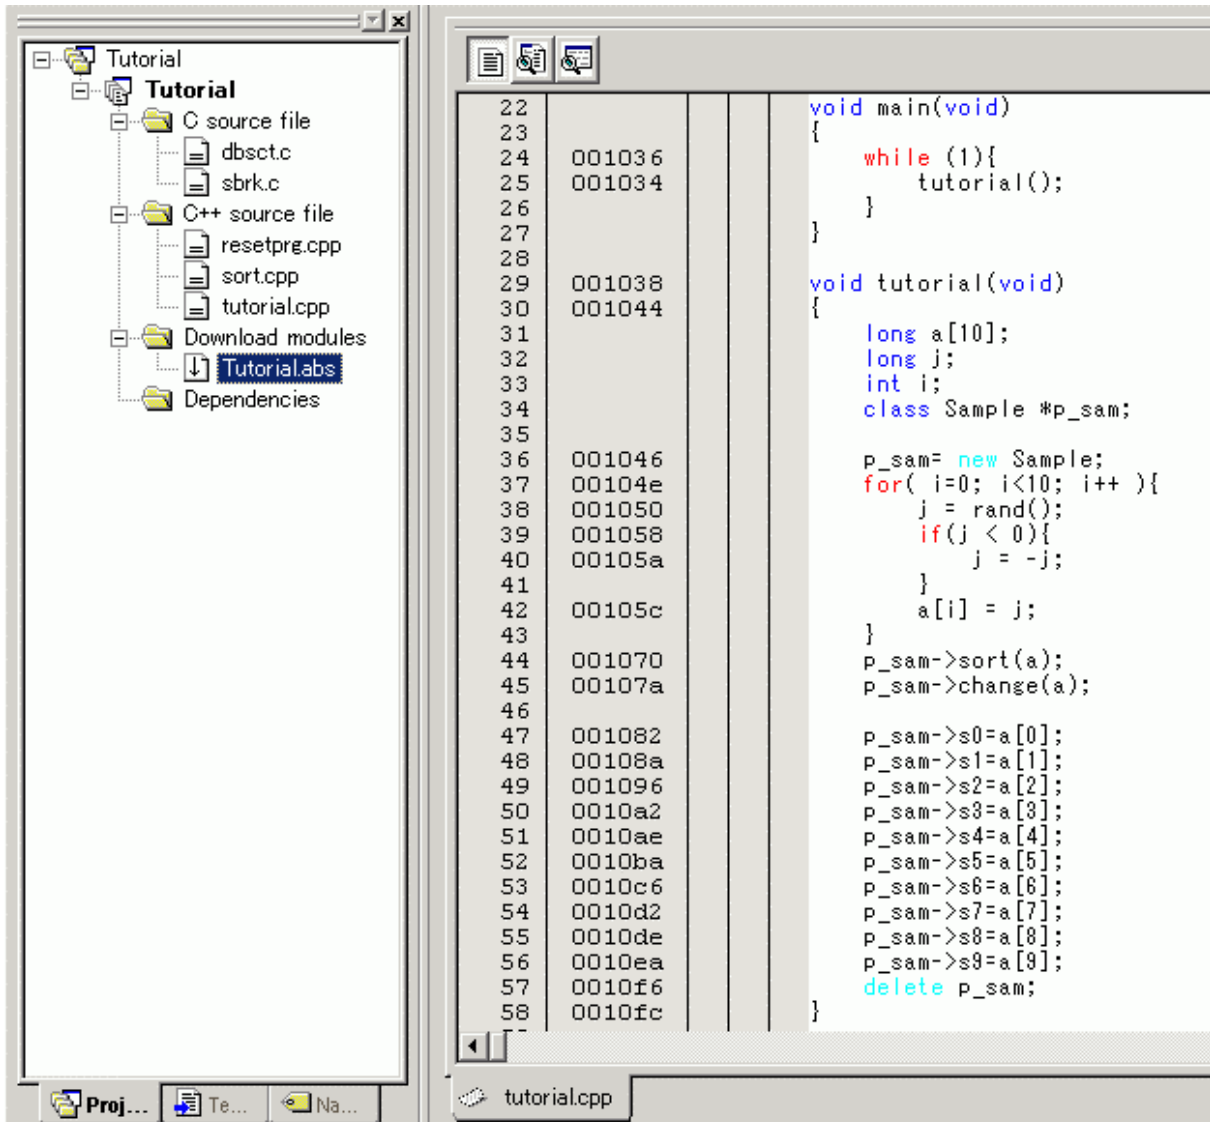 Tutorial
Tutorial
C source file
dbsct.c
sbrk.c
C++ source file
resetprg.cpp
sort.cpp
tutorial.cpp
Download modules
Tutorial.abs
Dependencies
Proj...
Te...
Na...
22 void main(void)
23 {
24 001036 while (1){
25 001034 tutorial();
26 }
27 }
28
29 001038 void tutorial(void)
30 001044 {
31 long a[10];
32 long j;
33 int i;
34 class Sample *p_sam;
35
36 001046 p_sam= new Sample;
37 00104e for( i=0; i<10; i++ ){
38 001050 j = rand();
39 001058 if(j < 0){
40 00105a j = -j;
41 }
42 00105c a[i] = j;
43 }
44 001070 p_sam->sort(a);
45 00107a p_sam->change(a);
46
47 001082 p_sam->s0=a[0];
48 00108a p_sam->s1=a[1];
49 001096 p_sam->s2=a[2];
50 0010a2 p_sam->s3=a[3];
51 0010ae p_sam->s4=a[4];
52 0010ba p_sam->s5=a[5];
53 0010c6 p_sam->s6=a[6];
54 0010d2 p_sam->s7=a[7];
55 0010de p_sam->s8=a[8];
56 0010ea p_sam->s9=a[9];
57 0010f6 delete p_sam;
58 0010fc }
tutorial.cpp